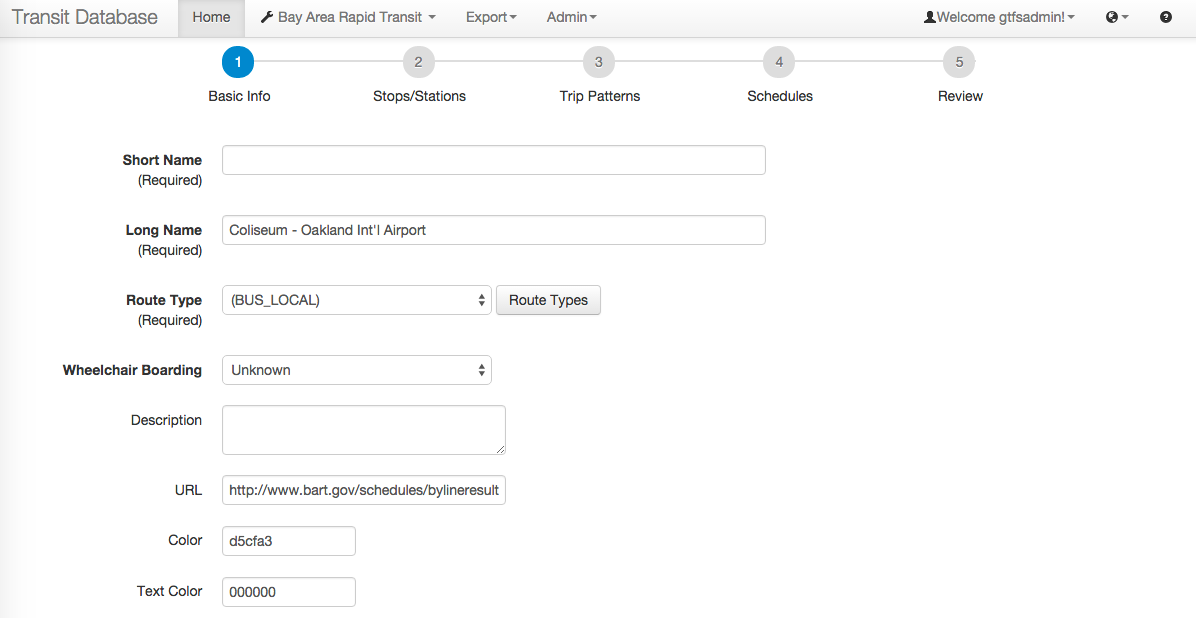 Transit Database Home Bay Area Rapid Transit Export Admin Welcome gtfsadmin!
1 2 3 4 5
Basic Info Stops/Stations Trip Patterns Schedules Review
Short Name
(Required)
Long Name Coliseum - Oakland Int'l Airport
(Required)
Route Type (BUS_LOCAL) Route Types
(Required)
Wheelchair Boarding Unknown
Description
URL http://www.bart.gov/schedules/bylineresult
Color d5cfa3
Text Color 000000